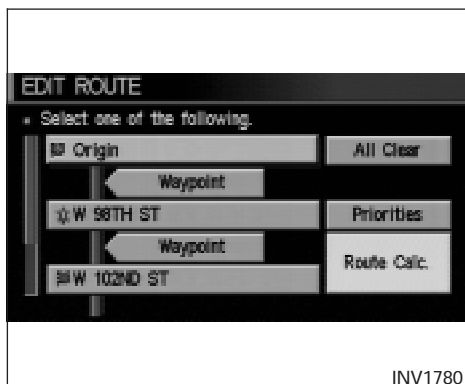 EDIT ROUTE
Select one of the following.
Origin
All Clear
Waypoint
W 98TH ST
Priorities
Waypoint
Route Calc.
W 102ND ST
INV1780